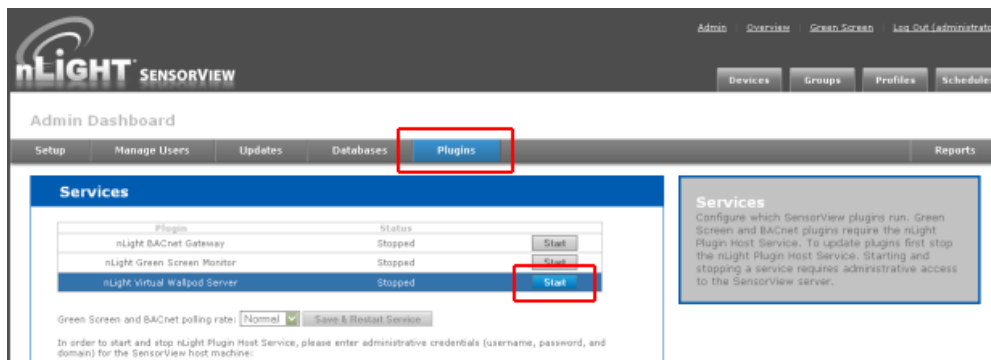 Admin Overview Green Screen Log Out (administrato
nLIGHT SENSORVIEW
Devices Groups Profiles Schedule
Admin Dashboard
Setup Manage Users Updates Databases Plugins Reports
Services
Plugin Status
nLight BACnet Gateway Stopped Start
nLight Green Screen Monitor Stopped Start
nLight Virtual Wallpod Server Stopped Start
Green Screen and BACnet polling rate: Normal Save & Restart Service
In order to start and stop nLight Plugin Host Service, please enter administrative credentials (username, password, and
domain) for the SensorView host machine:
Services
Configure which SensorView plugins run. Green
Screen and BACnet plugins require the nLight
Plugin Host Service. To update plugins first stop
the nLight Plugin Host Service. Starting and
stopping a service requires administrative access
to the SensorView server.